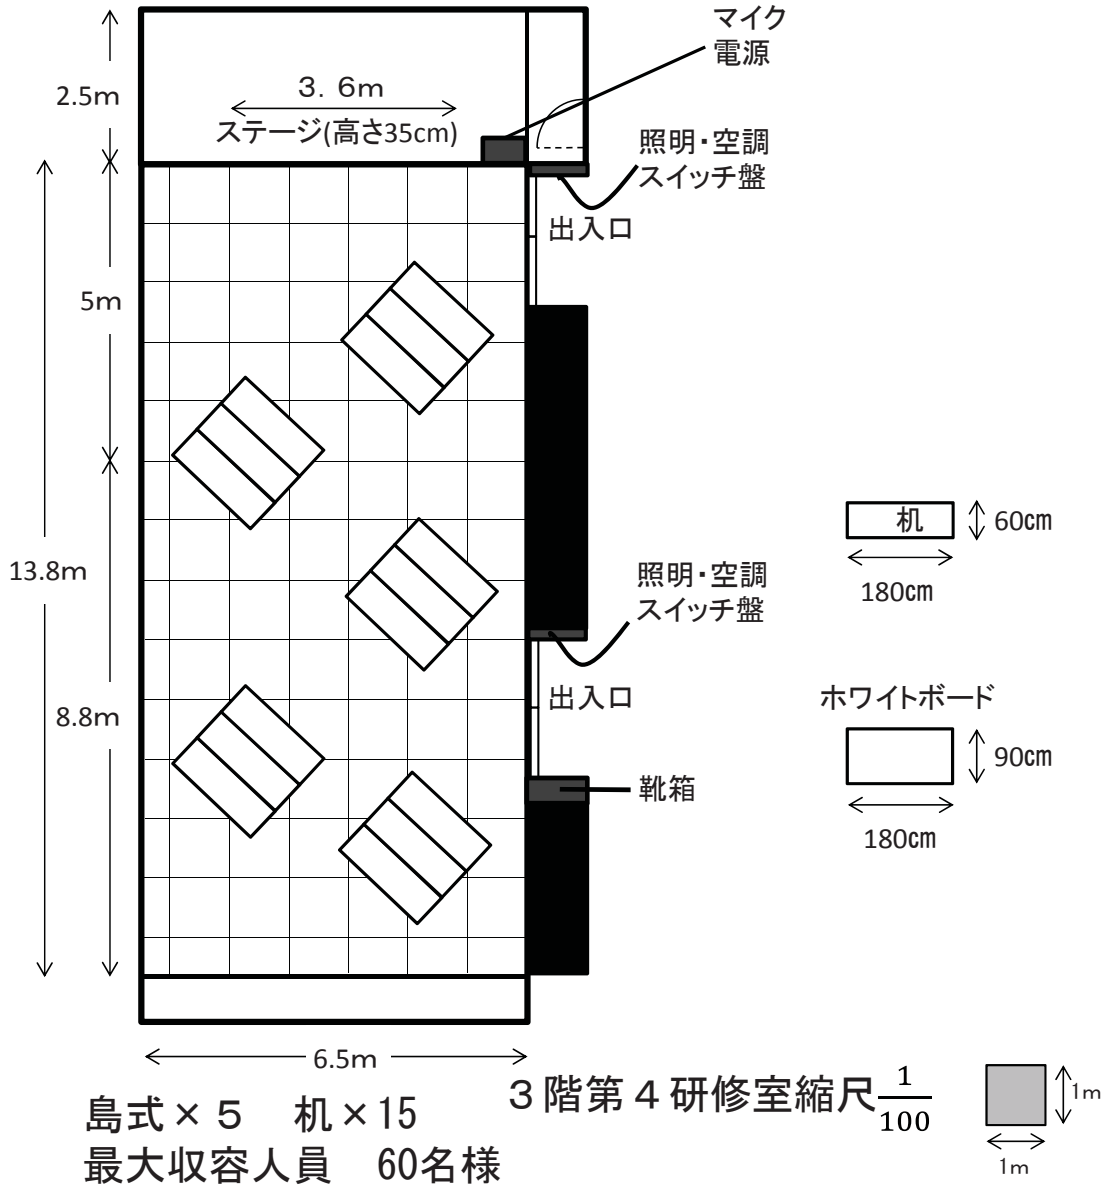 マイク
電源
2.5m
3.6m
ステージ(高さ35cm)
照明・空調
スイッチ盤
出入口
5m
13.8m
机
60㎝
180㎝
照明・空調
スイッチ盤
出入口
8.8m
ホワイトボード
90㎝
180㎝
靴箱
6.5m
3階第4研修室縮尺 1/100
1m
1m
島式×5 机×15
最大収容人員 60名様